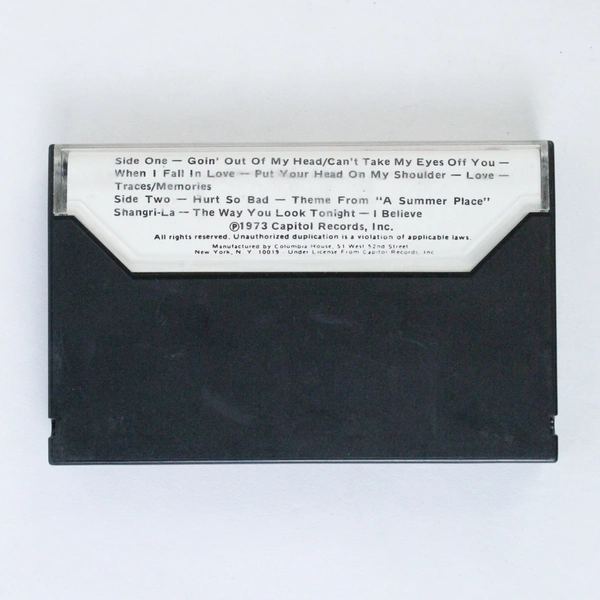 Side One — Goin' Out Of My Head/Can't Take My Eyes Off You —
When I Fall In Love — Put Your Head On My Shoulder — Love —
Traces/Memories
Side Two — Hurt So Bad — Theme From "A Summer Place"
Shangri-La — The Way You Look Tonight — I Believe
℗1973 Capitol Records, Inc.
All rights reserved. Unauthorized duplication is a violation of applicable laws.
Manufactured by Columbia House, 51 West 52nd Street
New York, N.Y. 10019 . Under License From Capitol Records, Inc.